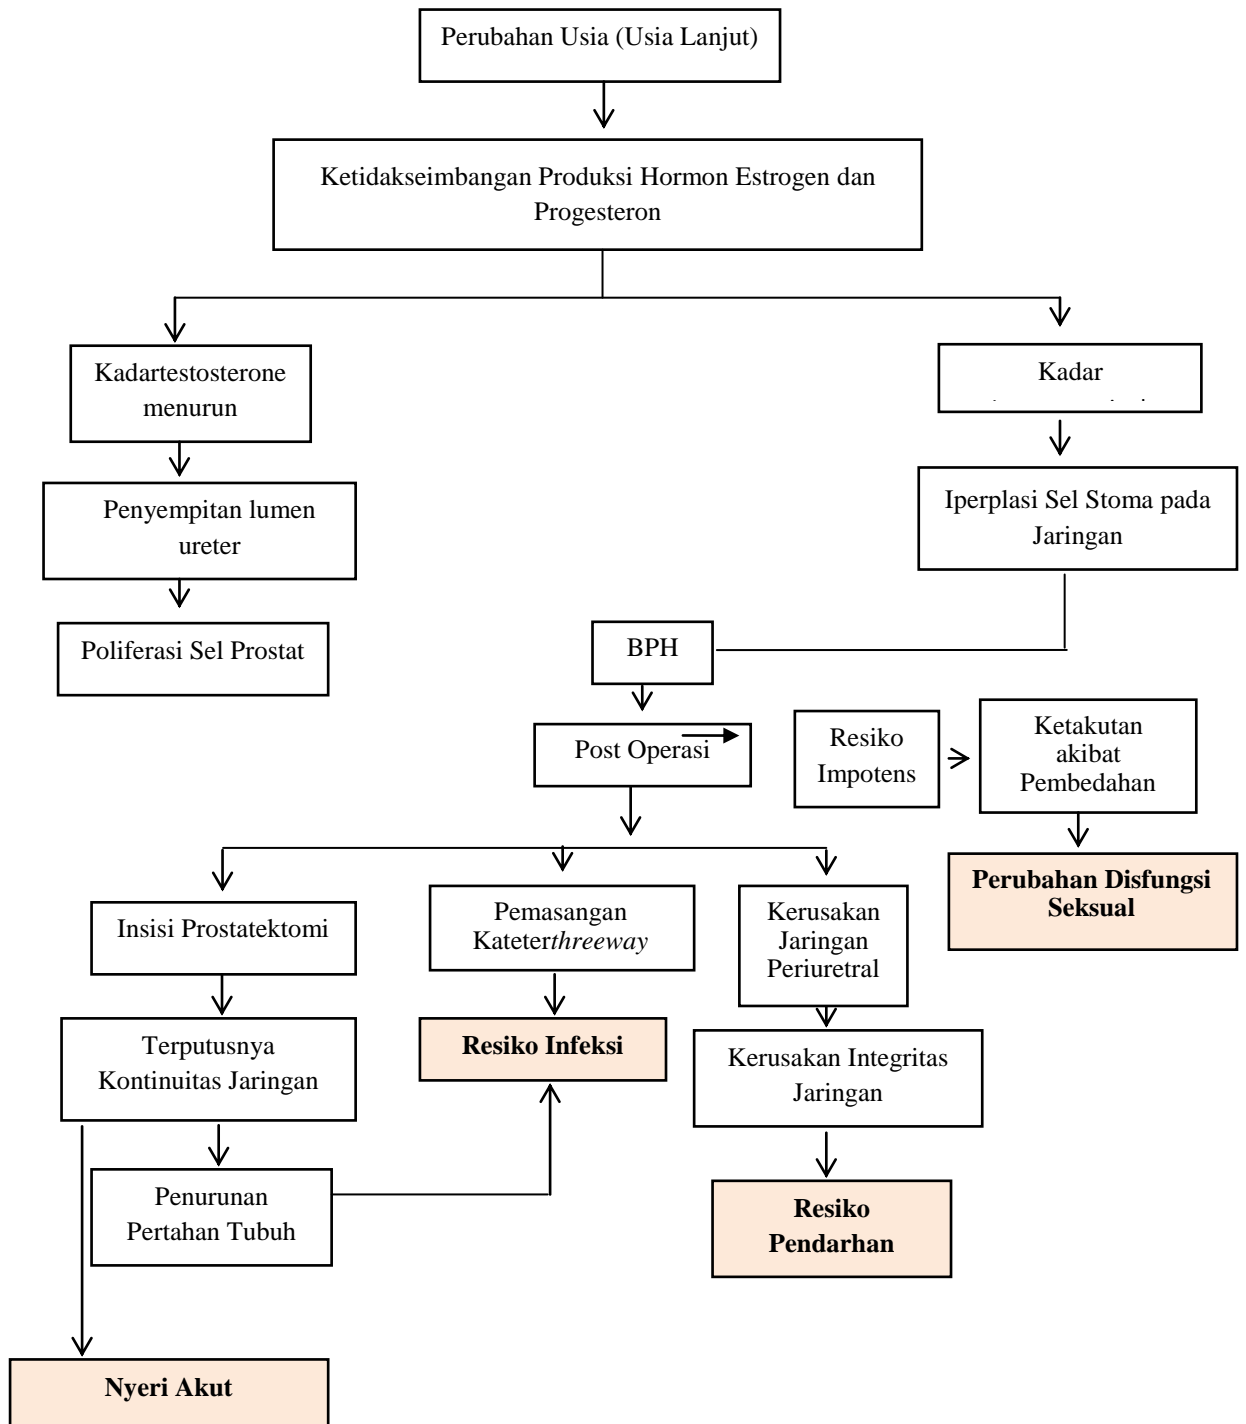 Perubahan Usia (Usia Lanjut)
Ketidakseimbangan Produksi Hormon Estrogen dan
Progesteron
Kadartestosterone
menurun
Kadar
Penyempitan lumen
ureter
Iperplasi Sel Stoma pada
Jaringan
Poliferasi Sel Prostat
BPH
Post Operasi
Resiko
Impotens
Ketakutan
akibat
Pembedahan
Perubahan Disfungsi
Seksual
Insisi Prostatektomi
Pemasangan
Kateterthreeway
Kerusakan
Jaringan
Periuretral
Terputusnya
Kontinuitas Jaringan
Resiko Infeksi
Kerusakan Integritas
Jaringan
Penurunan
Pertahan Tubuh
Resiko
Pendarhan
Nyeri Akut